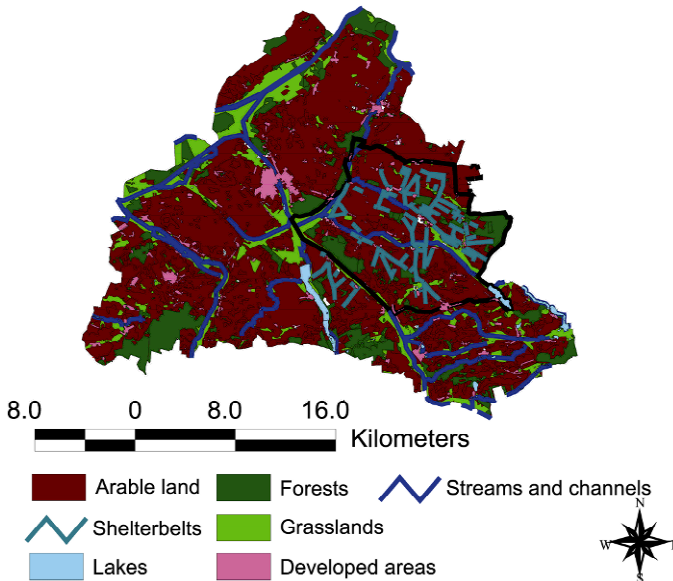 8.0 0 8.0 16.0
Kilometers
Arable land Forests Streams and channels
Shelterbelts Grasslands
Lakes Developed areas
N
W
S